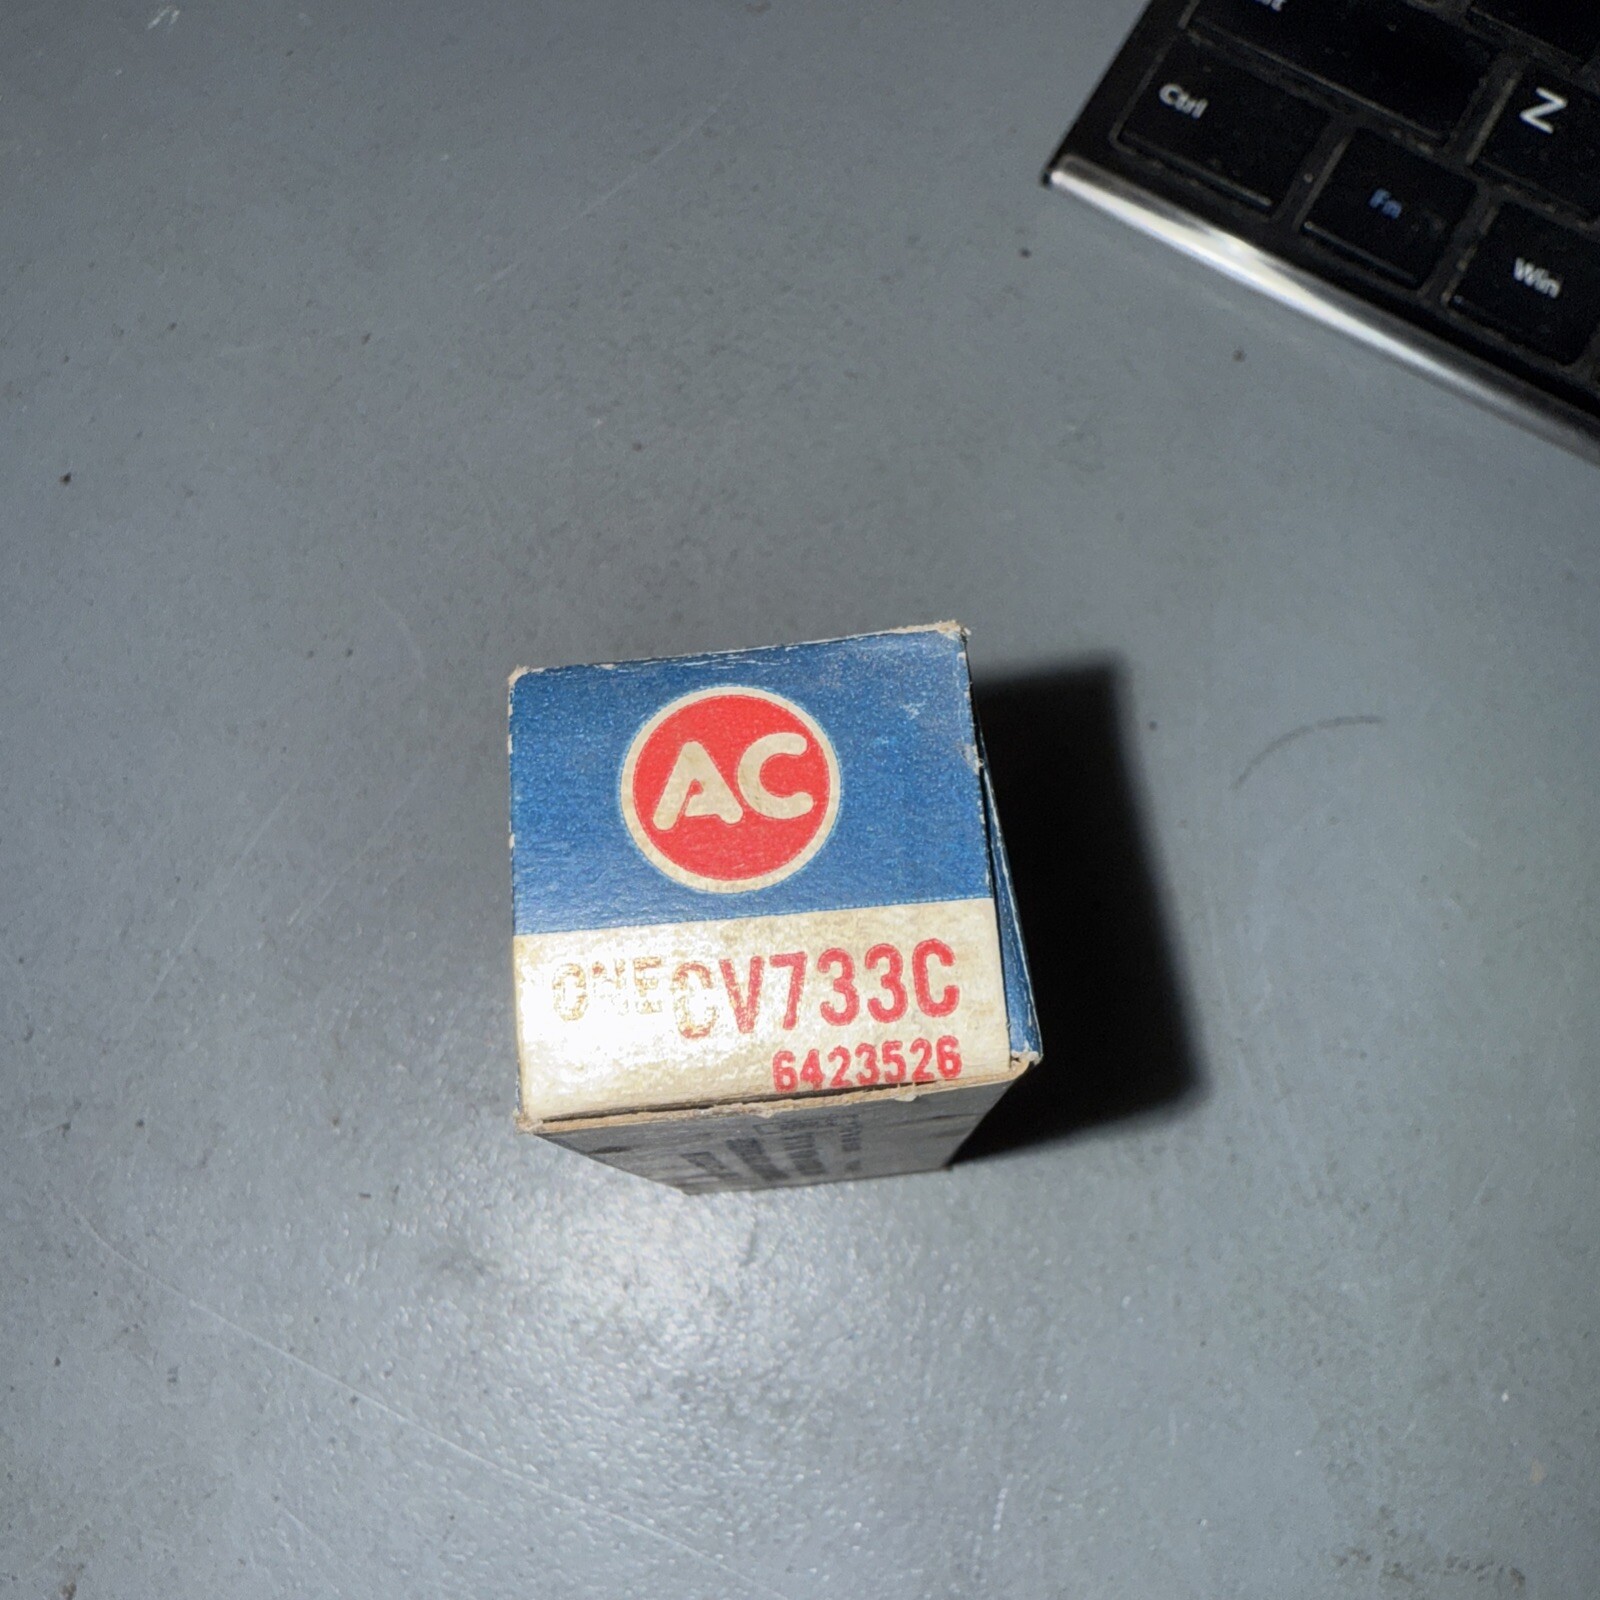 Ctrl
Z
Fn
Win
AC
ONE CV733C
6423526